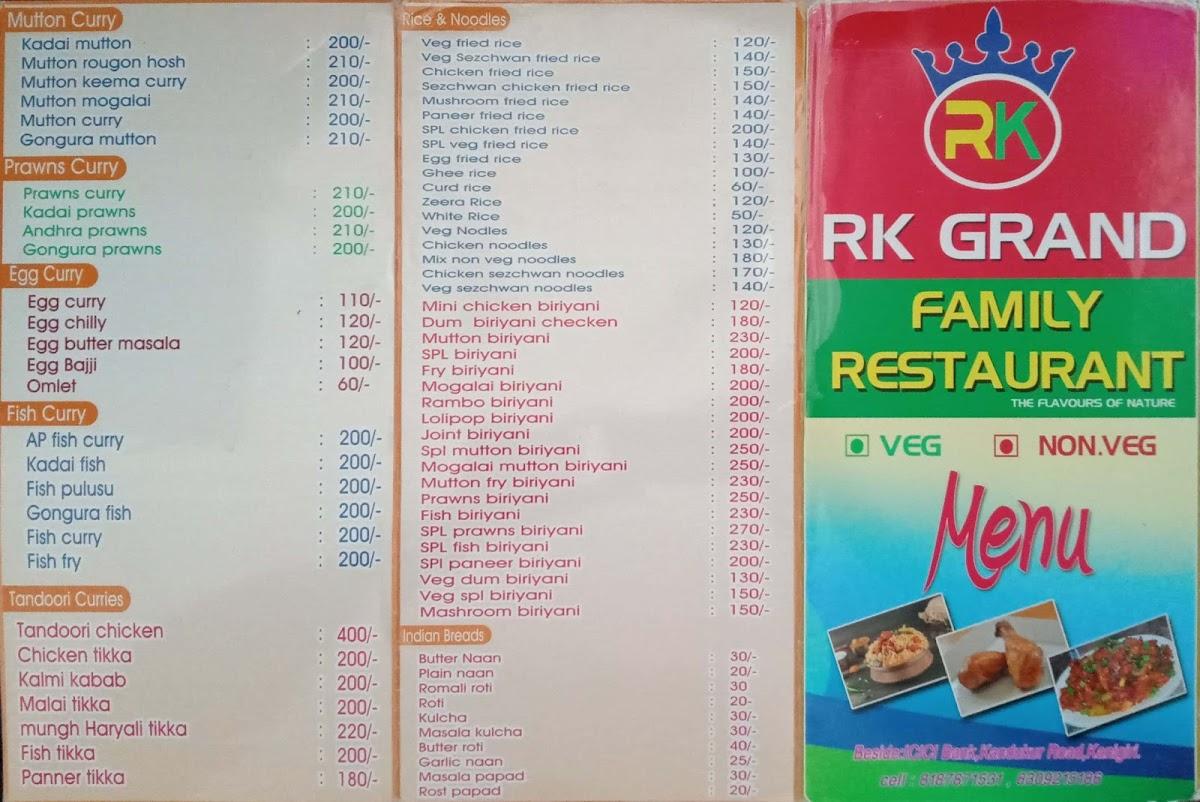 Mutton Curry
Kadai mutton : 200/-
Mutton rougon hosh : 210/-
Mutton keema curry : 200/-
Mutton mogalai : 210/-
Mutton curry : 200/-
Gongura mutton : 210/-
Prawns Curry
Prawns curry : 210/-
Kadai prawns : 200/-
Andhra prawns : 210/-
Gongura prawns : 200/-
Egg Curry
Egg curry : 110/-
Egg chilly : 120/-
Egg butter masala : 120/-
Egg Bajji : 100/-
Omlet : 60/-
Fish Curry
AP fish curry : 200/-
Kadai fish : 200/-
Fish pulusu : 200/-
Gongura fish : 200/-
Fish curry : 200/-
Fish fry : 200/-
Tandoori Curries
Tandoori chicken : 400/-
Chicken tikka : 200/-
Kalmi kabab : 200/-
Malai tikka : 200/-
mungh Haryali tikka : 220/-
Fish tikka : 200/-
Panner tikka : 180/-
Rice & Noodles
Veg fried rice : 120/-
Veg Sezchwan fried rice : 140/-
Chicken fried rice : 150/-
Sezchwan chicken fried rice : 150/-
Mushroom fried rice : 140/-
Paneer fried rice : 140/-
SPL chicken fried rice : 200/-
SPL veg fried rice : 140/-
Egg fried rice : 130/-
Ghee rice : 100/-
Curd rice : 60/-
Zeera Rice : 120/-
White Rice : 50/-
Veg Nodles : 120/-
Chicken noodles : 130/-
Mix non veg noodles : 180/-
Chicken sezchwan noodles : 170/-
Veg sezchwan noodles : 140/-
Mini chicken biriyani : 120/-
Dum biriyani checken : 180/-
Mutton biriyani : 230/-
SPL biriyani : 200/-
Fry biriyani : 180/-
Mogalai biriyani : 200/-
Rambo biriyani : 200/-
Lolipop biriyani : 200/-
Joint biriyani : 200/-
Spl mutton biriyani : 250/-
Mogalai mutton biriyani : 250/-
Mutton fry biriyani : 230/-
Prawns biriyani : 250/-
Fish biriyani : 230/-
SPL prawns biriyani : 270/-
SPL fish biriyani : 230/-
SPl paneer biriyani : 200/-
Veg dum biriyani : 130/-
Veg spl biriyani : 150/-
Mashroom biriyani : 150/-
Indian Breads
Butter Naan : 30/-
Plain naan : 20/-
Romali roti : 30
Roti : 20-
Kulcha : 30/-
Masala kulcha : 30/-
Butter roti : 40/-
Garlic naan : 25/-
Masala papad : 30/-
Rost papad : 20/-
RK
RK GRAND
FAMILY
RESTAURANT
THE FLAVOURS OF NATURE
VEG NON.VEG
Menu
Beside:ICICI Bank,Kandukur Road,Kanigiri.
cell : 8187871531 , 8309215186